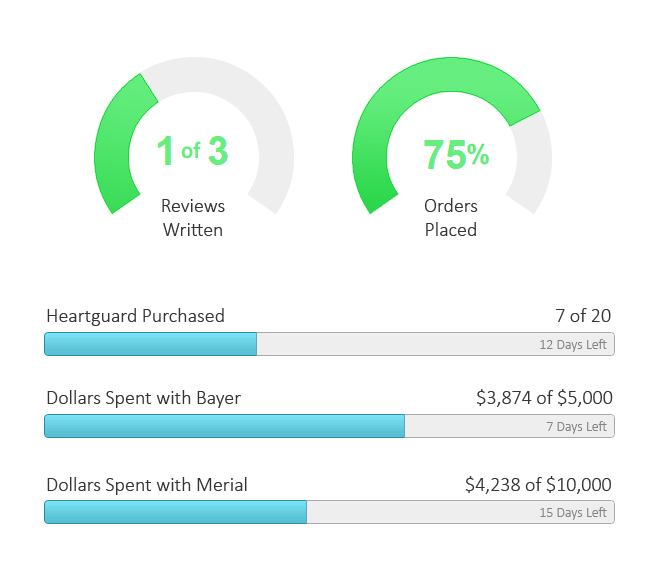 1 of 3
Reviews
Written
75%
Orders
Placed
Heartguard Purchased 7 of 20
12 Days Left
Dollars Spent with Bayer $3,874 of $5,000
7 Days Left
Dollars Spent with Merial $4,238 of $10,000
15 Days Left